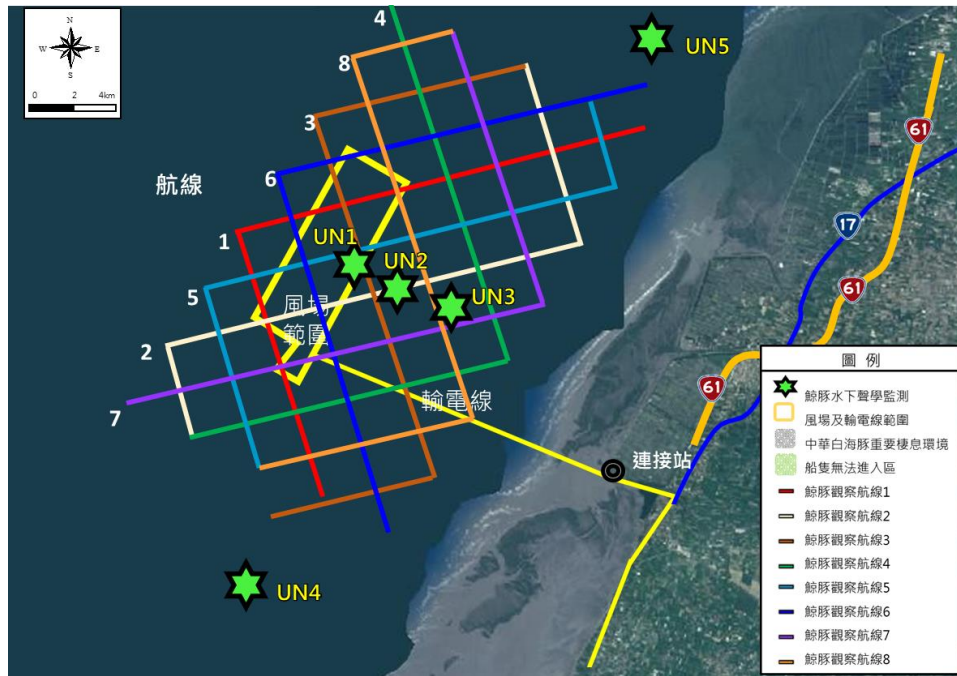 N
W E
S
0 2 4km
4
8
UN5
3
61
航線
6
17
1
UN1
UN2
61
5
風場
範圍
UN3
2
圖 例
輸電線
61
7
鯨豚水下聲學監測
風場及輸電線範圍
中華白海豚重要棲息環境
連接站
船隻無法進入區
鯨豚觀察航線1
鯨豚觀察航線2
鯨豚觀察航線3
鯨豚觀察航線4
UN4
鯨豚觀察航線5
鯨豚觀察航線6
鯨豚觀察航線7
鯨豚觀察航線8